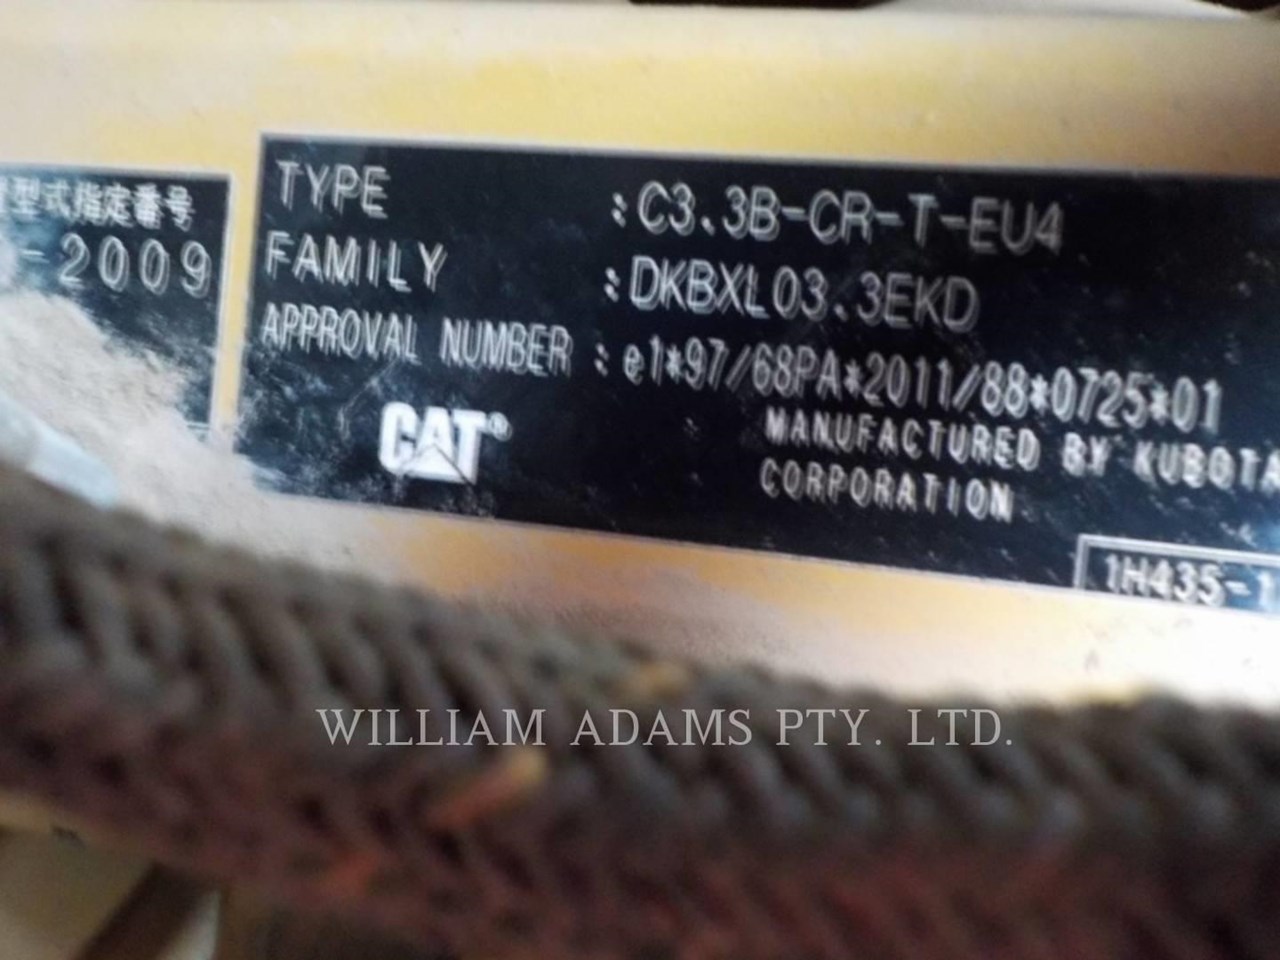 型式指定番号
-2009
TYPE :C3.3B-CR-T-EU4
FAMILY :DKBXL03.3EKD
APPROVAL NUMBER :e1*97/68PA*2011/88*0725*01
CAT®
MANUFACTURED BY KUBOTA
CORPORATION
1H435-1
WILLIAM ADAMS PTY. LTD.